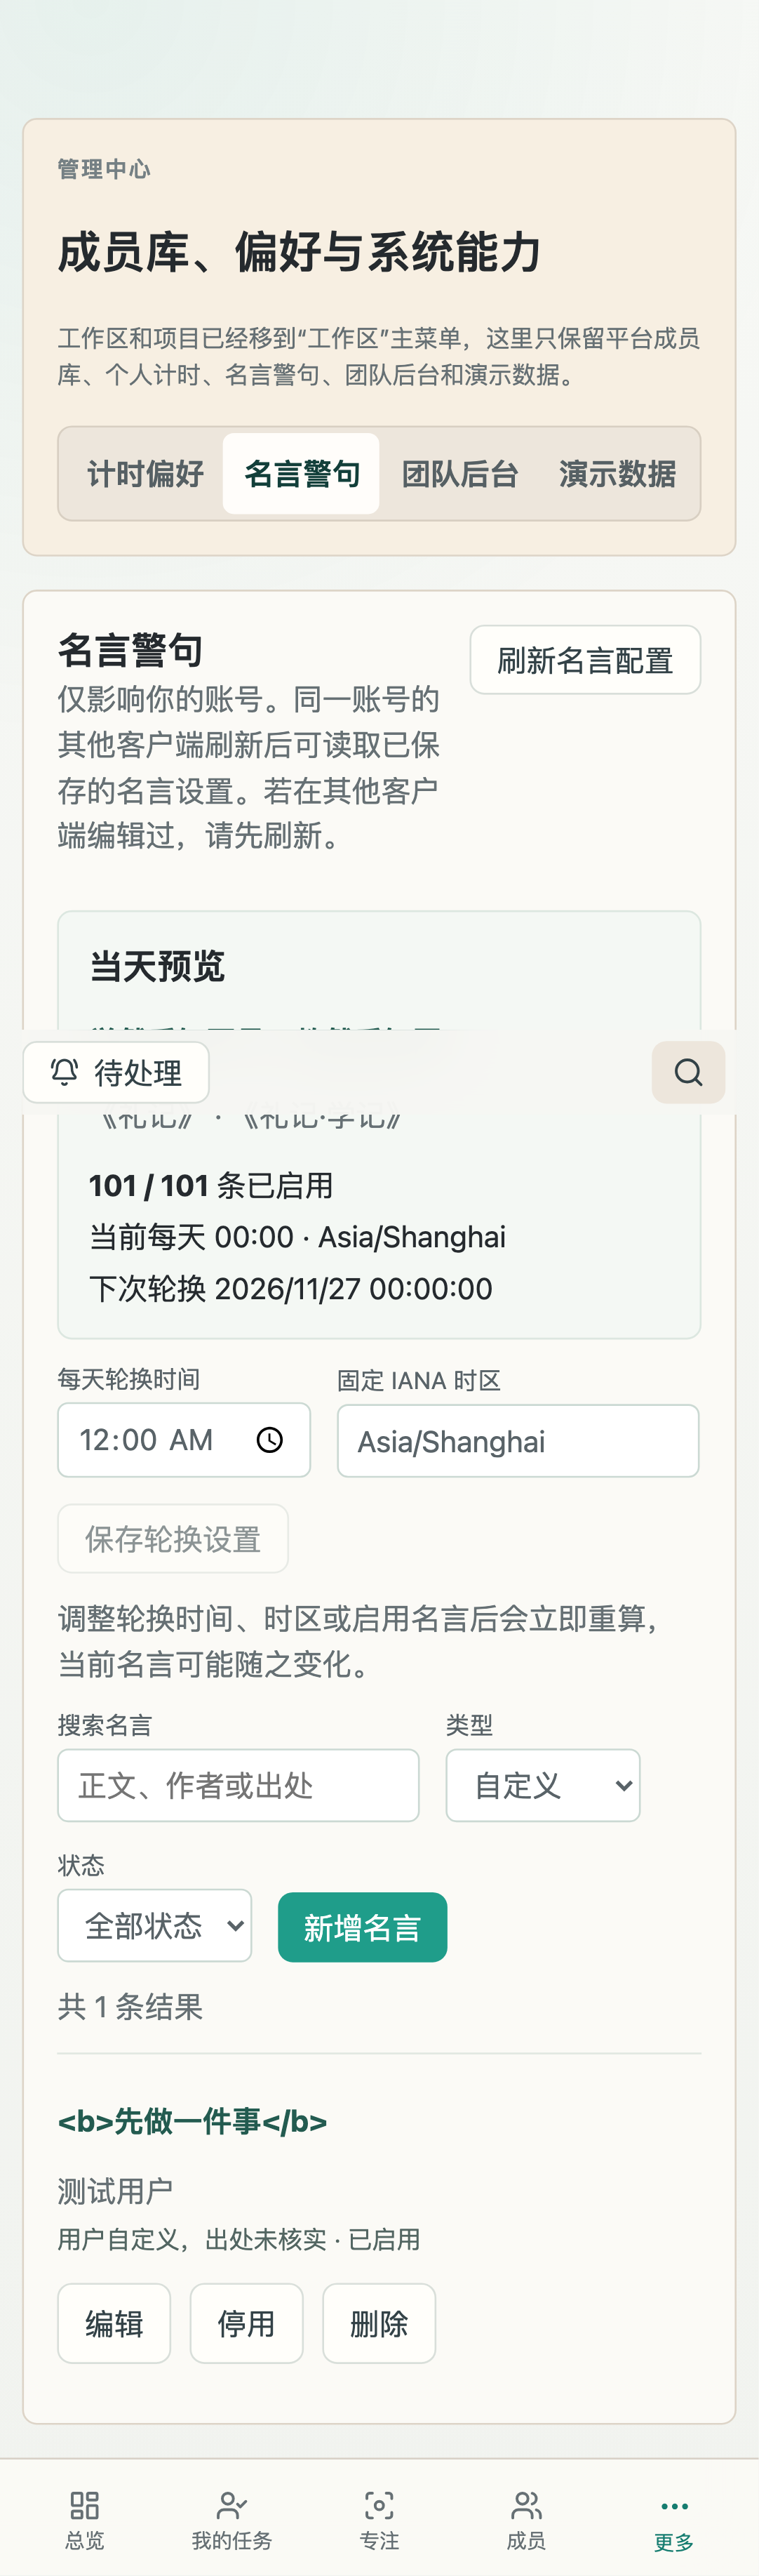 管理中心
成员库、偏好与系统能力
工作区和项目已经移到“工作区”主菜单，这里只保留平台成员
库、个人计时、名言警句、团队后台和演示数据。
计时偏好 名言警句 团队后台 演示数据
名言警句
刷新名言配置
仅影响你的账号。同一账号的
其他客户端刷新后可读取已保
存的名言设置。若在其他客户
端编辑过，请先刷新。
当天预览
待处理
《礼记》 · 《礼记·学记》
101 / 101 条已启用
当前每天 00:00 · Asia/Shanghai
下次轮换 2026/11/27 00:00:00
每天轮换时间 固定 IANA 时区
12:00 AM Asia/Shanghai
保存轮换设置
调整轮换时间、时区或启用名言后会立即重算，
当前名言可能随之变化。
搜索名言 类型
正文、作者或出处 自定义
状态
全部状态 新增名言
共 1 条结果
<b>先做一件事</b>
测试用户
用户自定义，出处未核实 · 已启用
编辑 停用 删除
总览 我的任务 专注 成员 更多